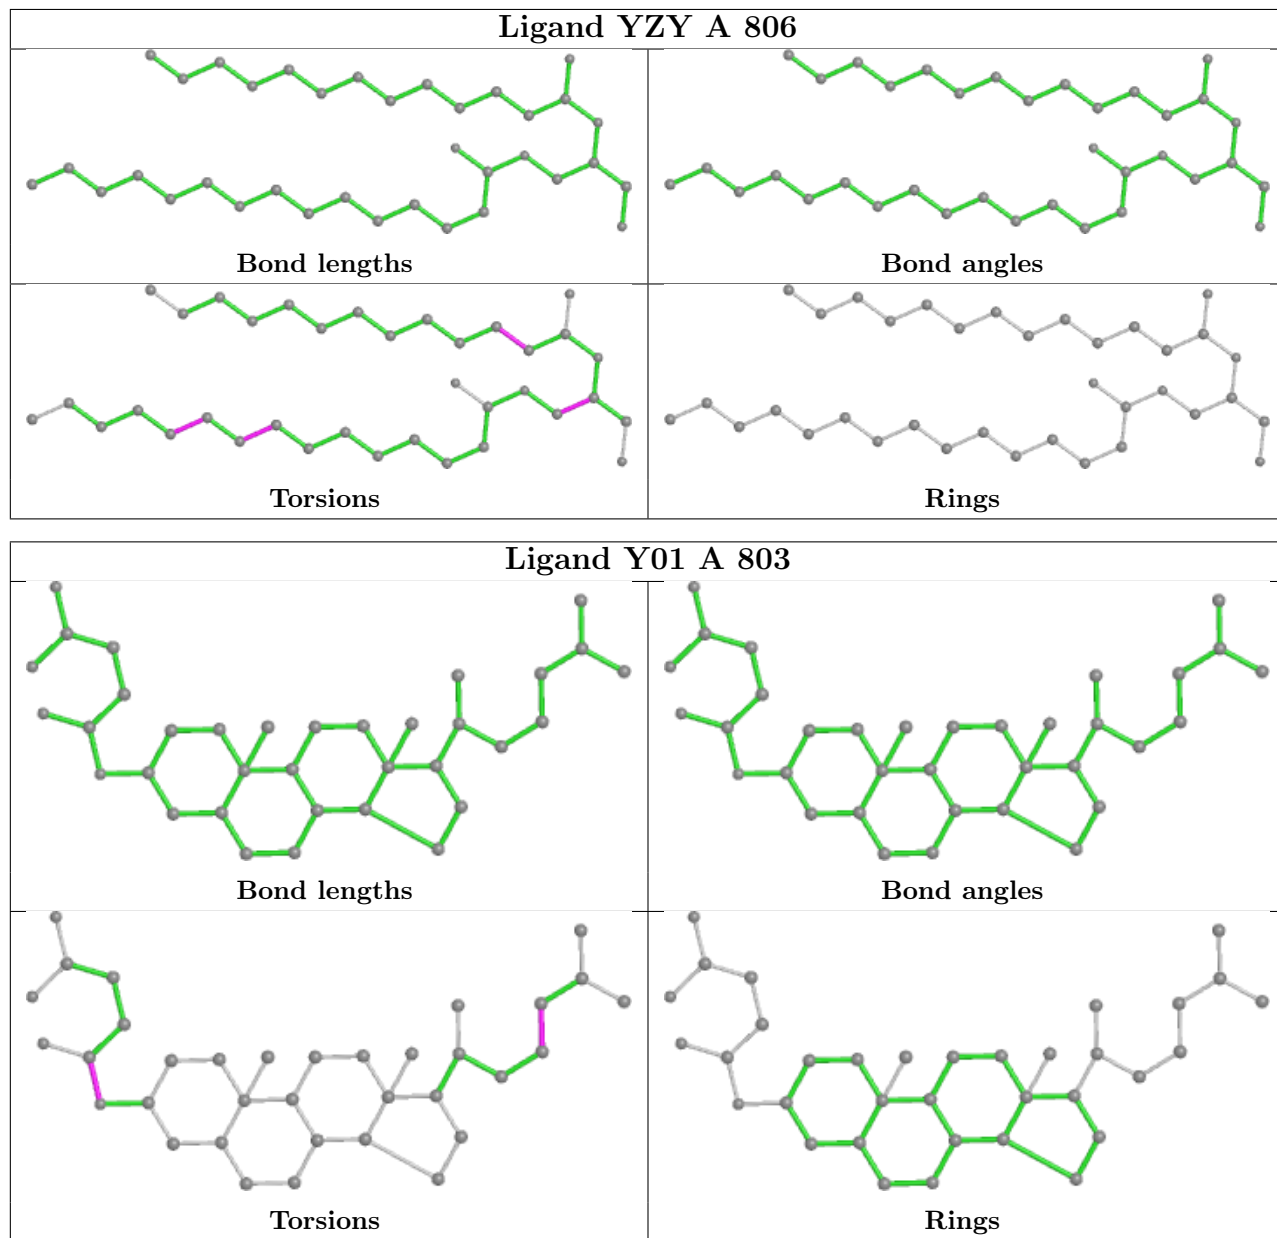 Ligand YZY A 806
Bond lengths
Bond angles
Torsions
Rings
Ligand Y01 A 803
Bond lengths
Bond angles
Torsions
Rings